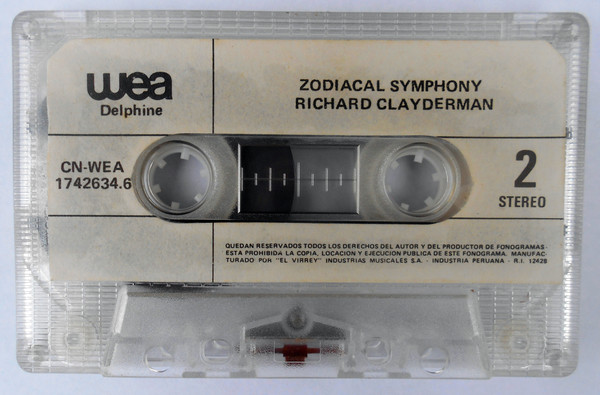 wea
Delphine
ZODIACAL SYMPHONY
RICHARD CLAYDERMAN
CN-WEA
1742634.6
2
STEREO
QUEDAN RESERVADOS TODOS LOS DERECHOS DEL AUTOR Y DEL PRODUCTOR DE FONOGRAMAS-
ESTA PROHIBIDA LA COPIA, LOCACION Y EJECUCION PUBLICA DE ESTE FONOGRAMA. MANUFAC-
TURADO POR "EL VIRREY" INDUSTRIAS MUSICALES S.A. - INDUSTRIA PERUANA - R.I. 12428